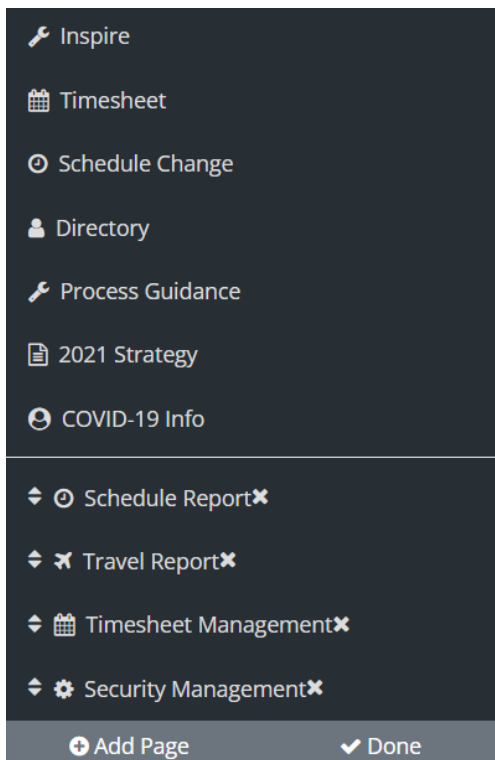 Inspire
Timesheet
Schedule Change
Directory
Process Guidance
2021 Strategy
COVID-19 Info
Schedule Report
Travel Report
Timesheet Management
Security Management
Add Page Done